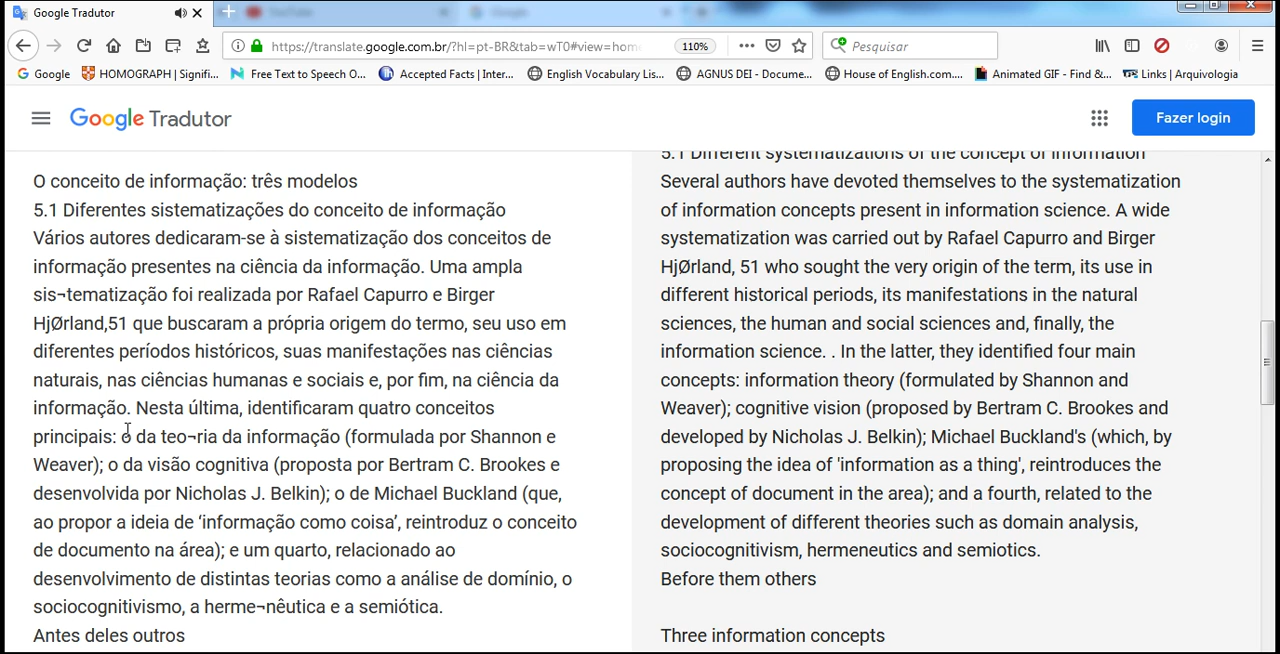 Google Tradutor
YouTube
Google
https://translate.google.com.br/?hl=pt-BR&tab=wT0#view=hom
110%
Pesquisar
Google
HOMOGRAPH | Signifi...
Free Text to Speech O...
Accepted Facts | Inter...
English Vocabulary Lis...
AGNUS DEI - Docume...
House of English.com....
Animated GIF - Find &...
Links | Arquivologia
Google Tradutor
Fazer login
O conceito de informação: três modelos
5.1 Diferentes sistematizações do conceito de informação
Vários autores dedicaram-se à sistematização dos conceitos de
informação presentes na ciência da informação. Uma ampla
sis¬tematização foi realizada por Rafael Capurro e Birger
HjØrland,51 que buscaram a própria origem do termo, seu uso em
diferentes períodos históricos, suas manifestações nas ciências
naturais, nas ciências humanas e sociais e, por fim, na ciência da
informação. Nesta última, identificaram quatro conceitos
principais: o da teo¬ria da informação (formulada por Shannon e
Weaver); o da visão cognitiva (proposta por Bertram C. Brookes e
desenvolvida por Nicholas J. Belkin); o de Michael Buckland (que,
ao propor a ideia de ‘informação como coisa’, reintroduz o conceito
de documento na área); e um quarto, relacionado ao
desenvolvimento de distintas teorias como a análise de domínio, o
sociocognitivismo, a herme¬nêutica e a semiótica.
Antes deles outros
5.1 Different systematizations of the concept of information
Several authors have devoted themselves to the systematization
of information concepts present in information science. A wide
systematization was carried out by Rafael Capurro and Birger
HjØrland, 51 who sought the very origin of the term, its use in
different historical periods, its manifestations in the natural
sciences, the human and social sciences and, finally, the
information science. . In the latter, they identified four main
concepts: information theory (formulated by Shannon and
Weaver); cognitive vision (proposed by Bertram C. Brookes and
developed by Nicholas J. Belkin); Michael Buckland's (which, by
proposing the idea of 'information as a thing', reintroduces the
concept of document in the area); and a fourth, related to the
development of different theories such as domain analysis,
sociocognitivism, hermeneutics and semiotics.
Before them others
Three information concepts